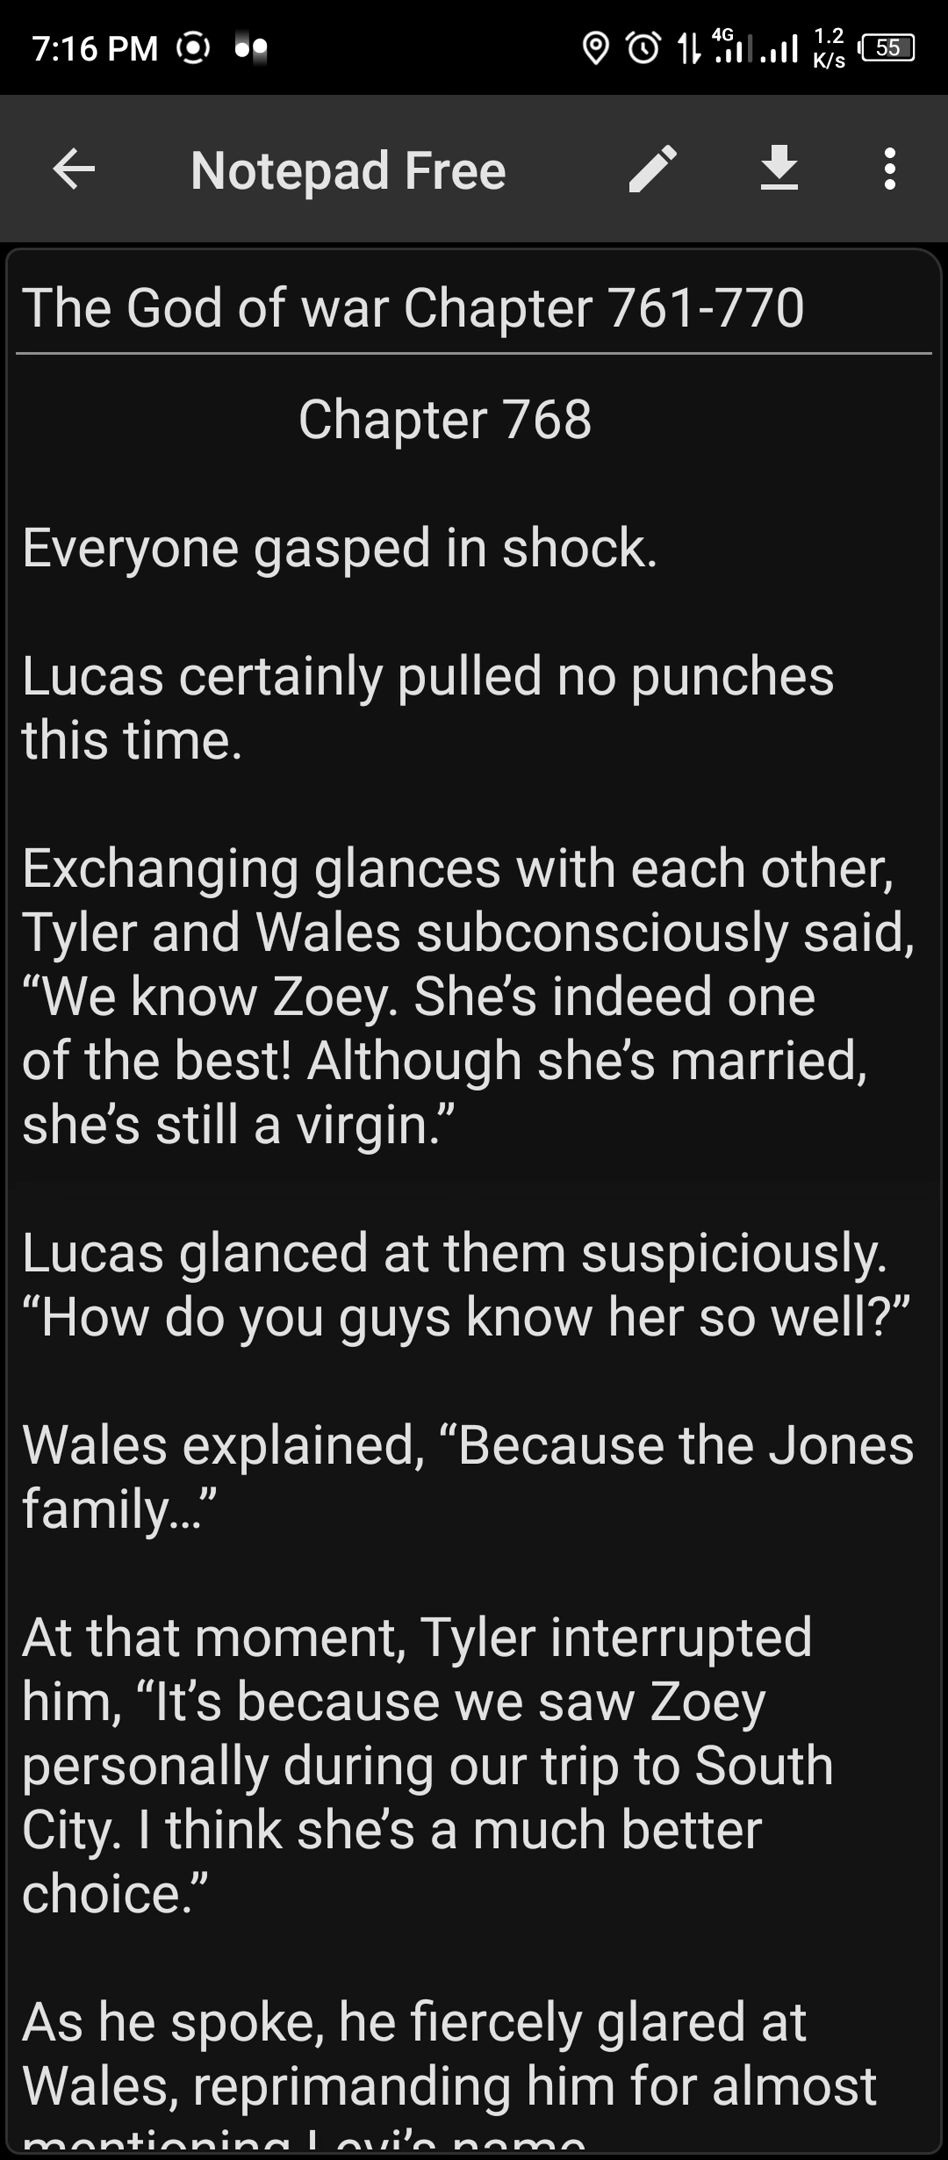 7:16 PM 4G 1.2 K/s 55
Notepad Free
The God of war Chapter 761-770
Chapter 768
Everyone gasped in shock.
Lucas certainly pulled no punches
this time.
Exchanging glances with each other,
Tyler and Wales subconsciously said,
“We know Zoey. She’s indeed one
of the best! Although she’s married,
she’s still a virgin.”
Lucas glanced at them suspiciously.
“How do you guys know her so well?”
Wales explained, “Because the Jones
family…”
At that moment, Tyler interrupted
him, “It’s because we saw Zoey
personally during our trip to South
City. I think she’s a much better
choice.”
As he spoke, he fiercely glared at
Wales, reprimanding him for almost
mentioning Levi’s name